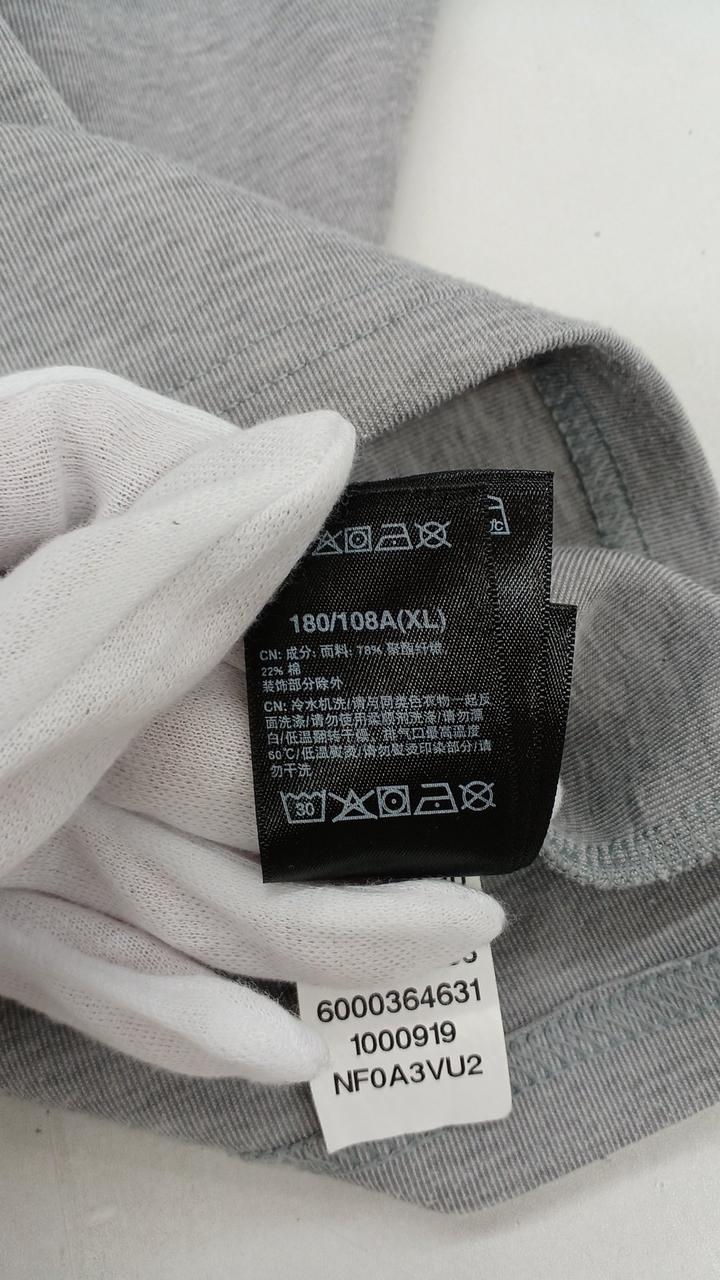 180/108A(XL)
CN: 成分: 面料: 78% 聚酯纤维
22% 棉
装饰部分除外
CN: 冷水机洗/请与同类色衣物一起反
面洗涤/请勿使用柔顺剂洗涤/请勿漂
白/低温翻转干燥、排气口最高温度
60℃/低温熨烫/请勿熨烫印染部分/请
勿干洗
30
6000364631
1000919
NF0A3VU2